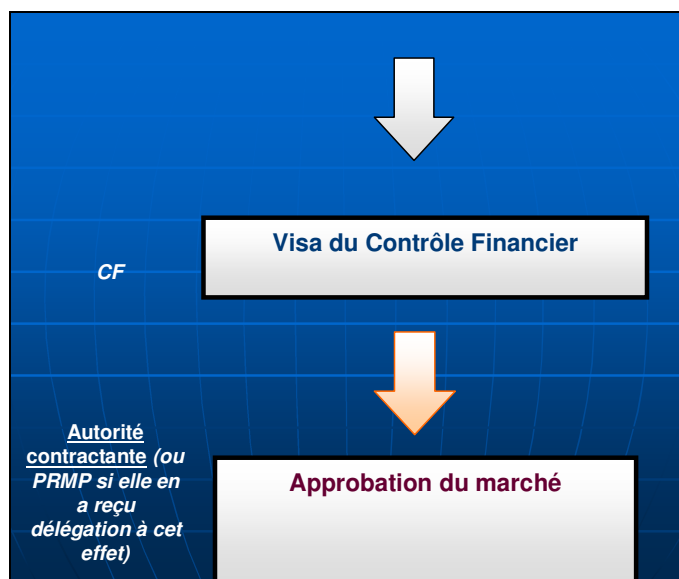 Visa du Contrôle Financier
CF
Autorité
contractante (ou
PRMP si elle en
a reçu
délégation à cet
effet)
Approbation du marché